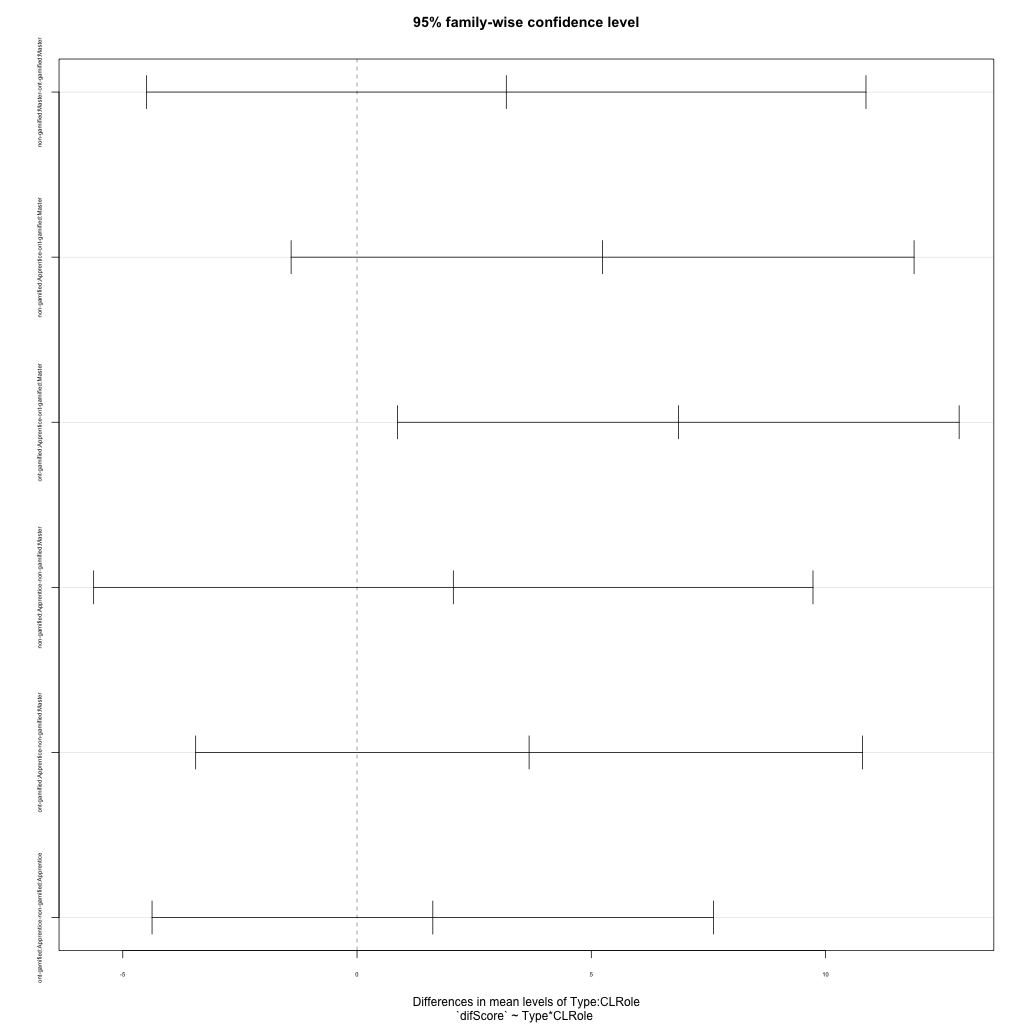 95% family-wise confidence level
non-gamified:Master-ont-gamified:Master
non-gamified:Apprentice-ont-gamified:Master
ont-gamified:Apprentice-ont-gamified:Master
non-gamified:Apprentice-non-gamified:Master
ont-gamified:Apprentice-non-gamified:Master
ont-gamified:Apprentice-non-gamified:Apprentice
-5 0 5 10
Differences in mean levels of Type:CLRole
`difScore` ~ Type*CLRole